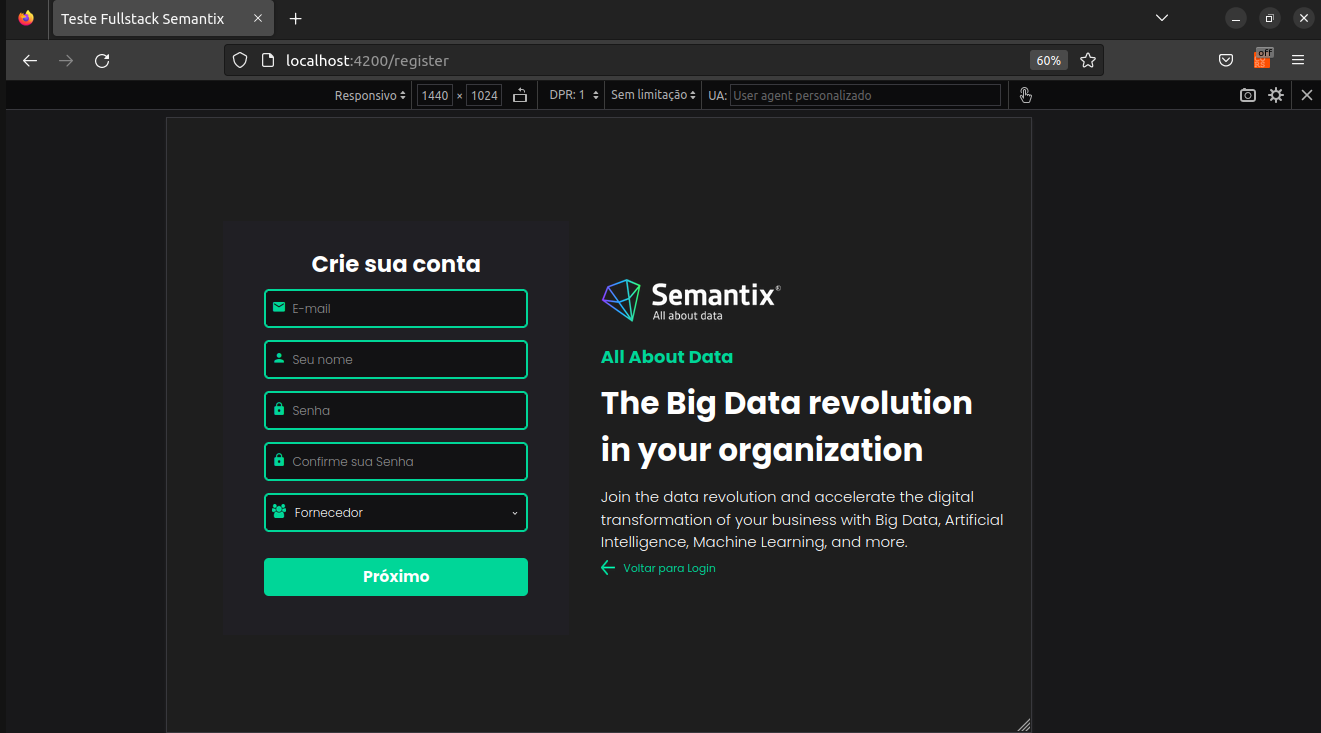 Teste Fullstack Semantix
localhost:4200/register
60%
off
Responsivo
1440 × 1024
DPR: 1
Sem limitação
UA: User agent personalizado
Crie sua conta
E-mail
Seu nome
Senha
Confirme sua Senha
Fornecedor
Próximo
Semantix®
All about data
All About Data
The Big Data revolution
in your organization
Join the data revolution and accelerate the digital
transformation of your business with Big Data, Artificial
Intelligence, Machine Learning, and more.
Voltar para Login